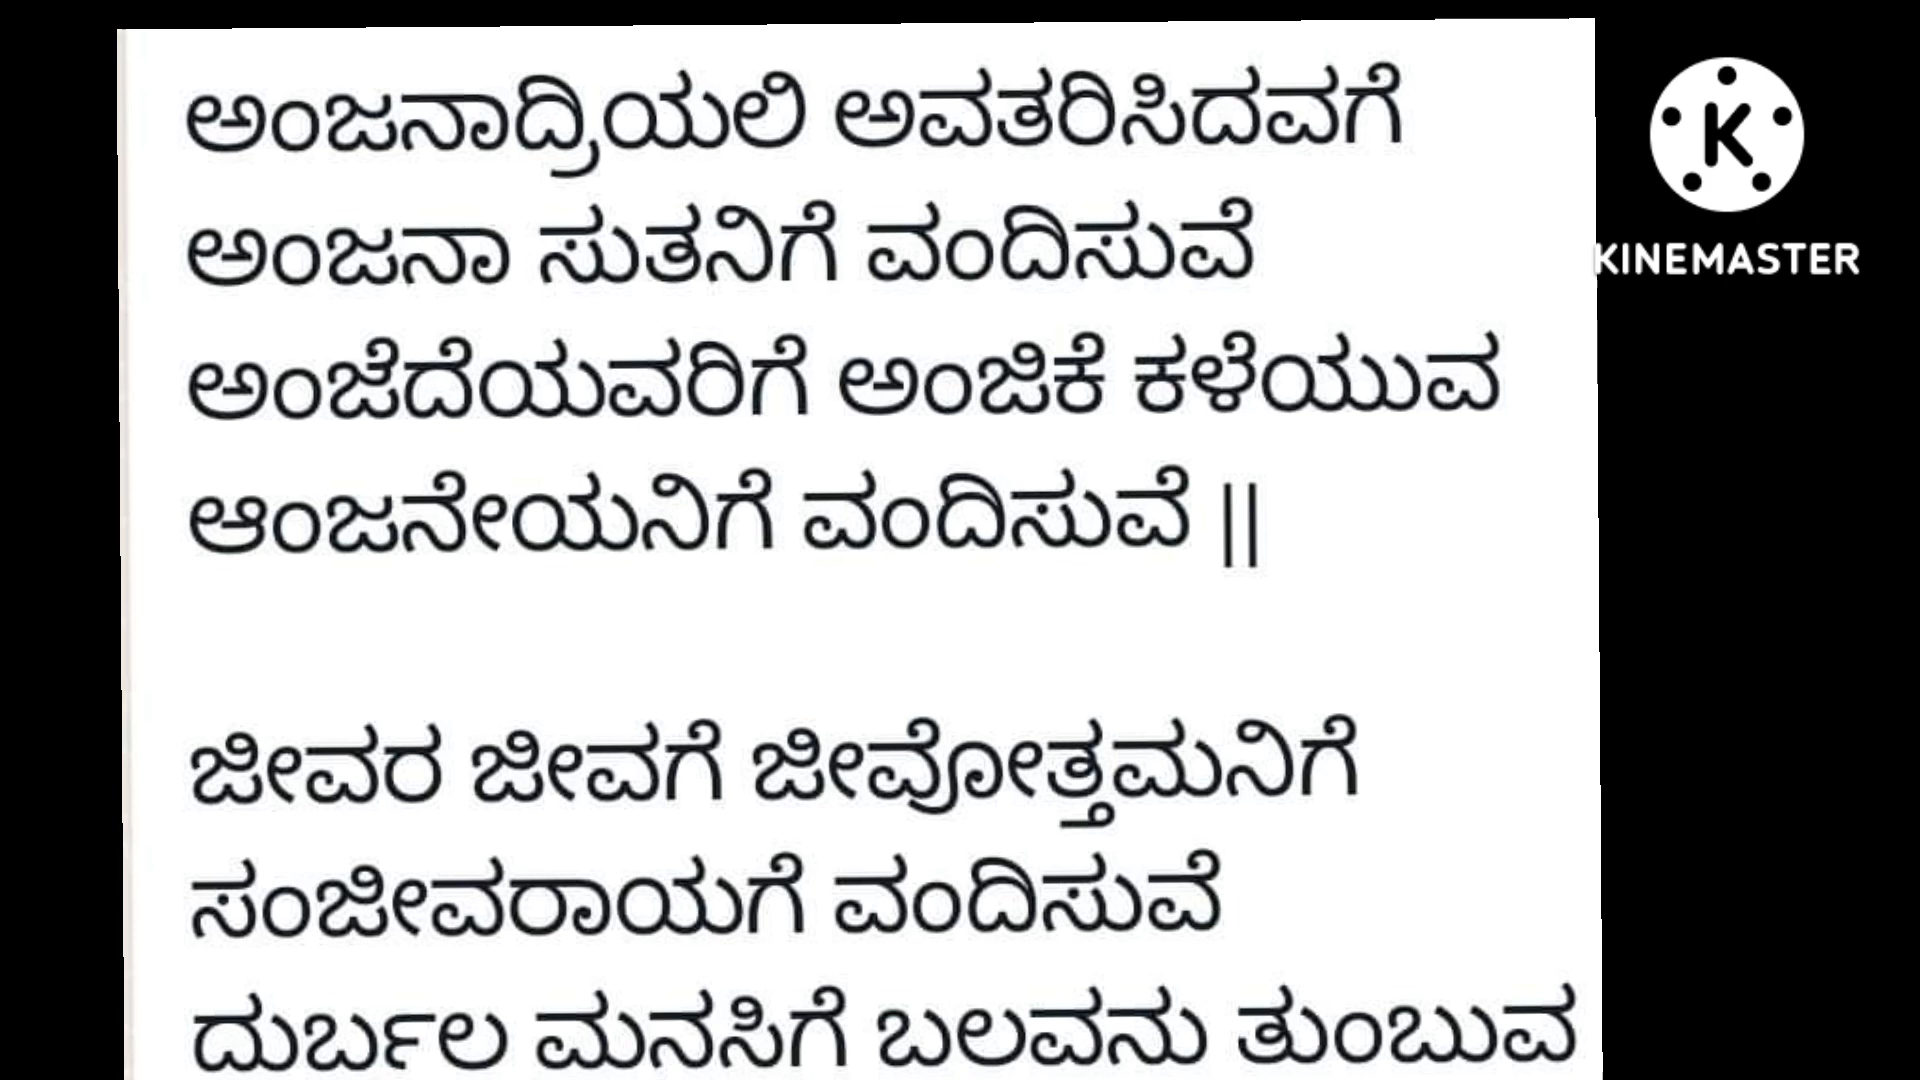 ಅಂಜನಾದ್ರಿಯಲಿ ಅವತರಿಸಿದವಗೆ
ಅಂಜನಾ ಸುತನಿಗೆ ವಂದಿಸುವೆ
ಅಂಜೆದೆಯವರಿಗೆ ಅಂಜಿಕೆ ಕಳೆಯುವ
ಆಂಜನೇಯನಿಗೆ ವಂದಿಸುವೆ ||
ಜೀವರ ಜೀವಗೆ ಜೀವೋತ್ತಮನಿಗೆ
ಸಂಜೀವರಾಯಗೆ ವಂದಿಸುವೆ
ದುರ್ಬಲ ಮನಸಿಗೆ ಬಲವನು ತುಂಬುವ
K
KINEMASTER